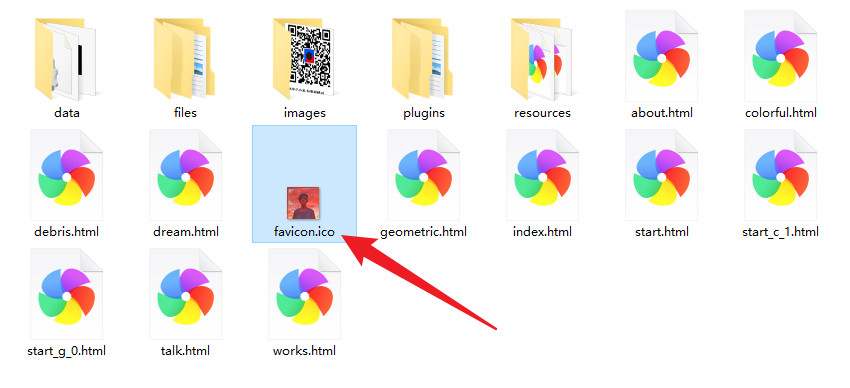 data files images plugins resources about.html colorful.html
debris.html dream.html favicon.ico geometric.html index.html start.html start_c_1.html
start_g_0.html talk.html works.html